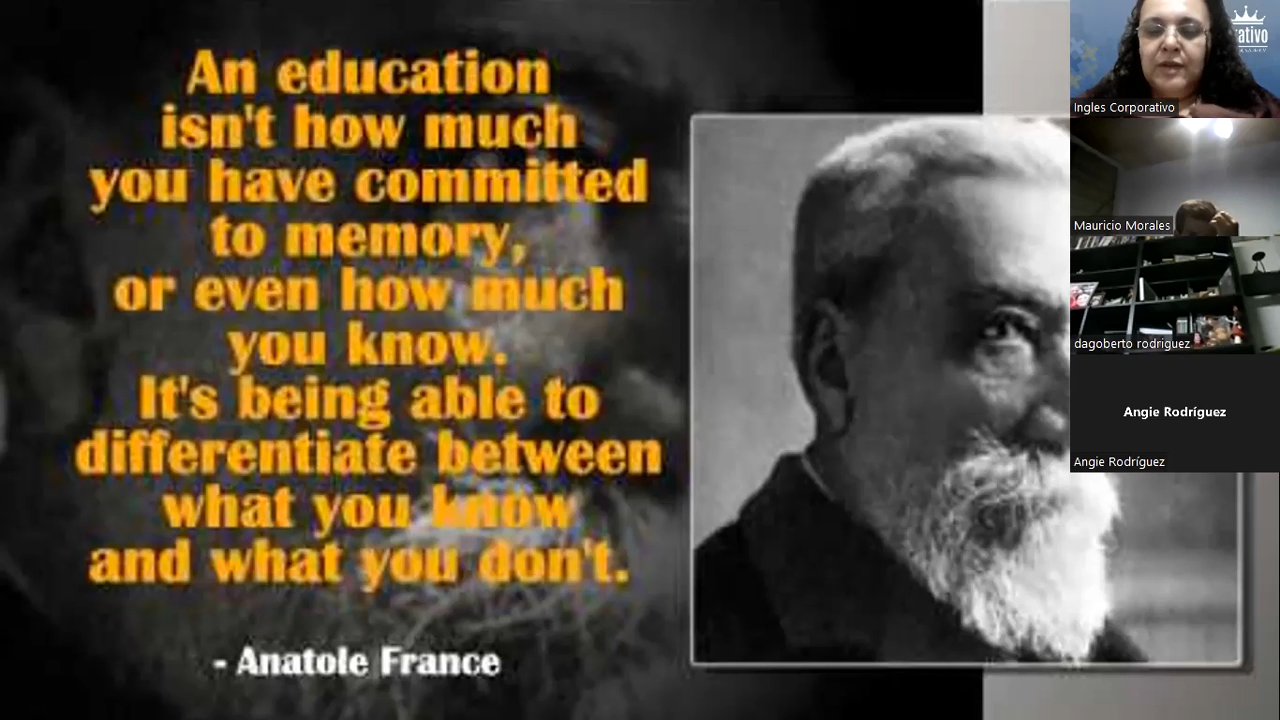 An education
isn't how much
you have committed
to memory,
or even how much
you know.
It's being able to
differentiate between
what you know
and what you don't.
- Anatole France
Ingles Corporativo
Mauricio Morales
dagoberto rodriguez
Angie Rodríguez
Angie Rodríguez